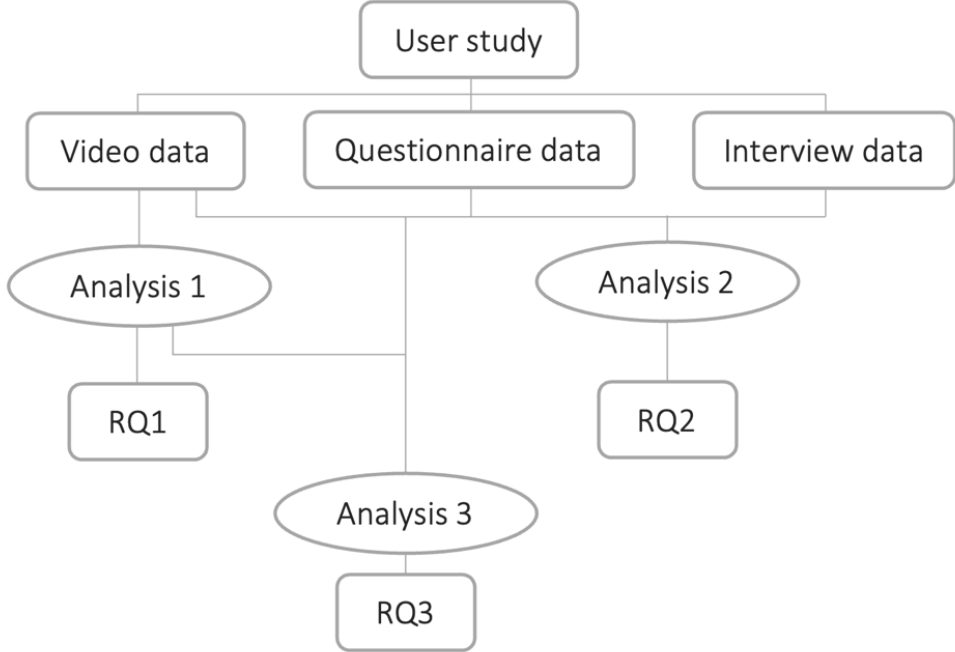 User study
Video data
Questionnaire data
Interview data
Analysis 1
Analysis 2
RQ1
RQ2
Analysis 3
RQ3